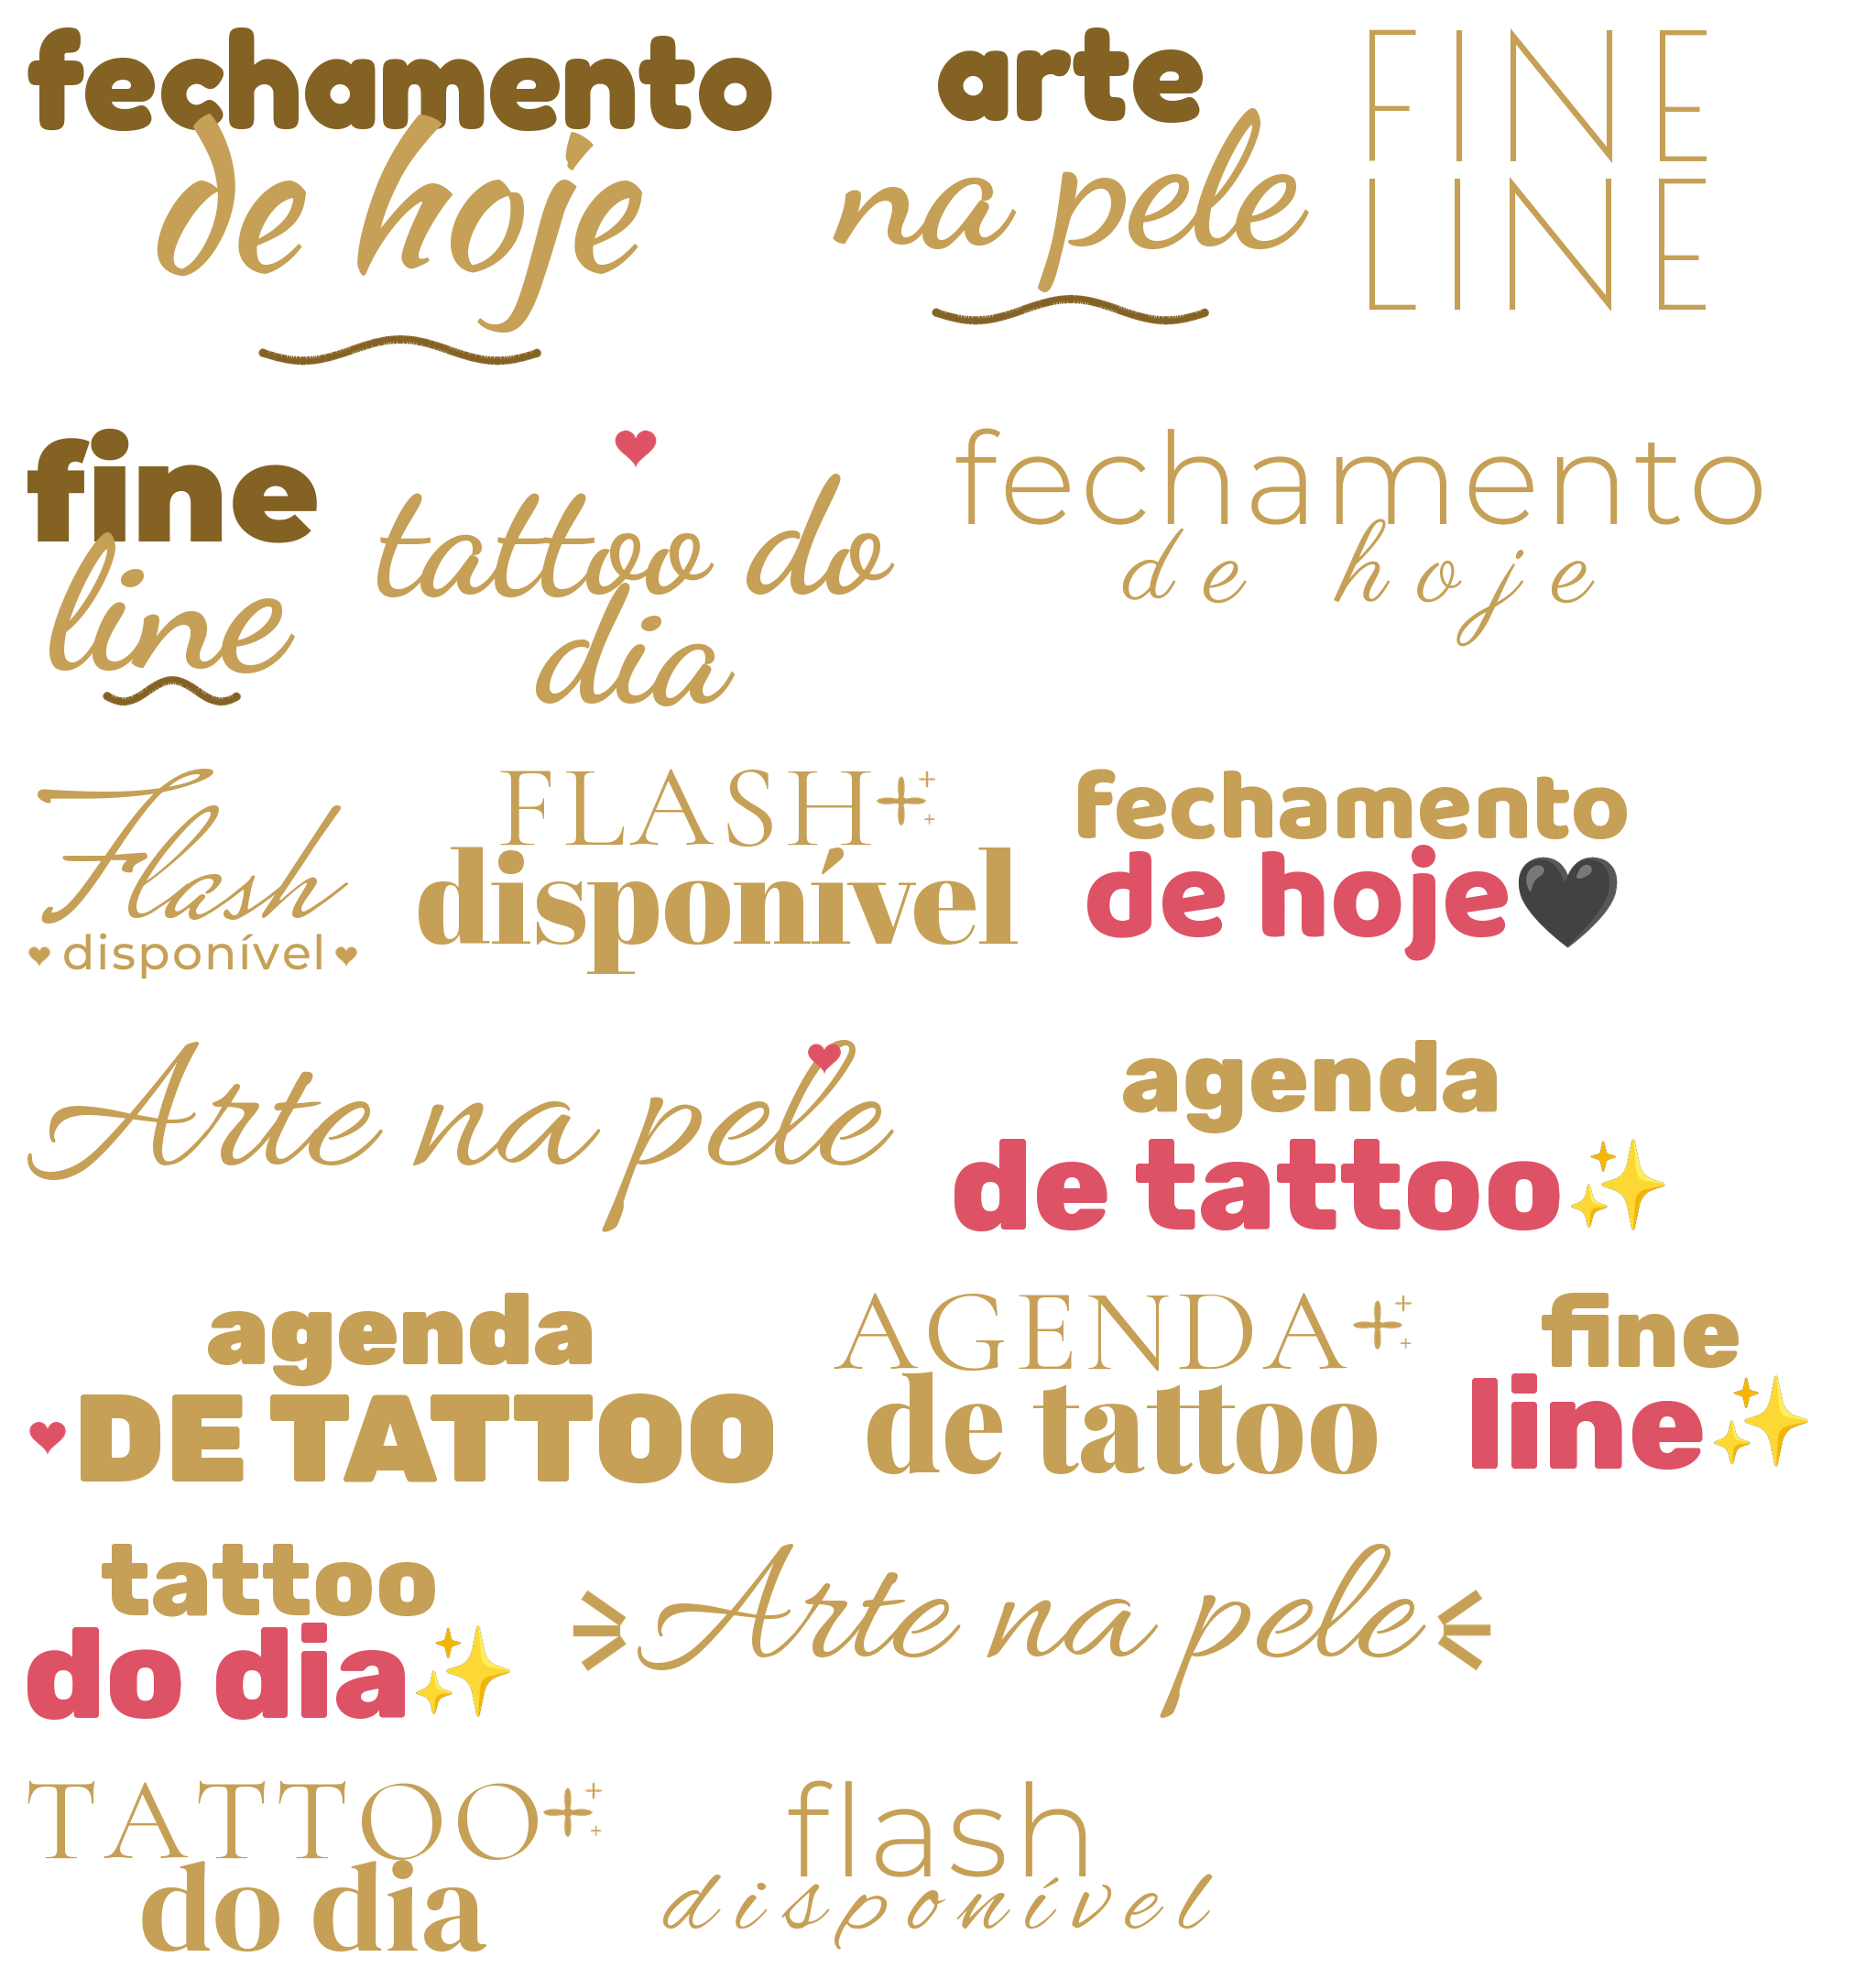 fechamento
de hoje
arte
na pele
FINE
LINE
fine
line
tattoo do
dia
fechamento
de hoje
Flash
disponível
FLASH
disponível
fechamento
de hoje🖤
Arte na pele
agenda
de tattoo✨
agenda
DE TATTOO
AGENDA
de tattoo
fine
line✨
tattoo
do dia✨
Arte na pele
TATTOO
do dia
flash
disponível